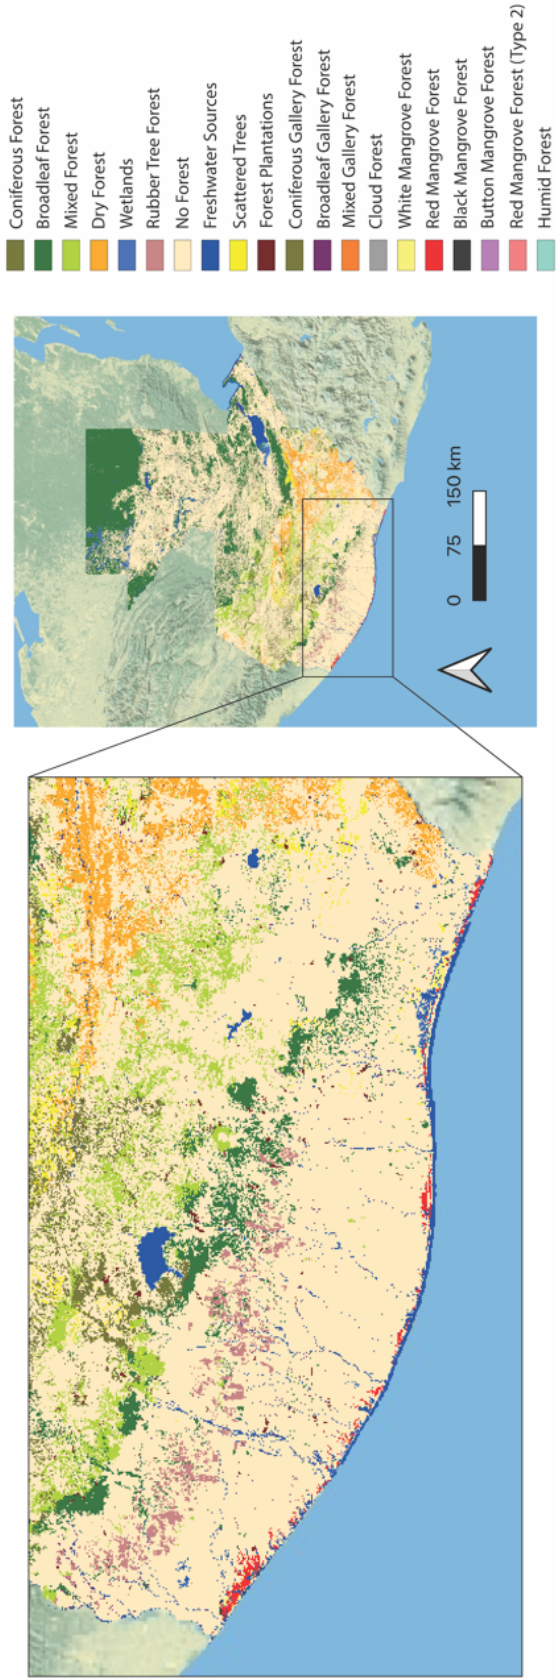 Coniferous Forest
Broadleaf Forest
Mixed Forest
Dry Forest
Wetlands
Rubber Tree Forest
No Forest
Freshwater Sources
Scattered Trees
Forest Plantations
Coniferous Gallery Forest
Broadleaf Gallery Forest
Mixed Gallery Forest
Cloud Forest
White Mangrove Forest
Red Mangrove Forest
Black Mangrove Forest
Button Mangrove Forest
Red Mangrove Forest (Type 2)
Humid Forest
0 75 150 km